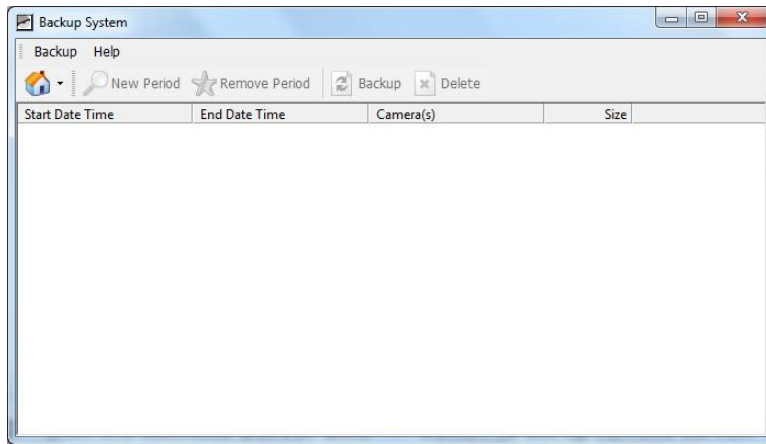 Backup System
Backup Help
New Period Remove Period Backup Delete
Start Date Time End Date Time Camera(s) Size